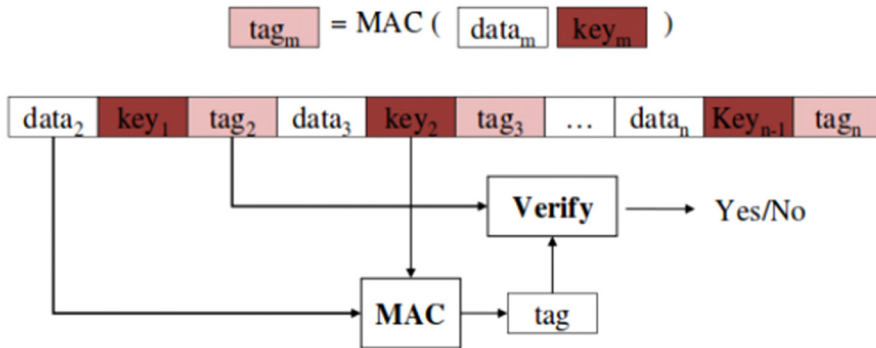 tagₘ = MAC ( dataₘ keyₘ )
data₂ key₁ tag₂ data₃ key₂ tag₃ ... dataₙ Keyₙ₋₁ tagₙ
Verify Yes/No
MAC tag